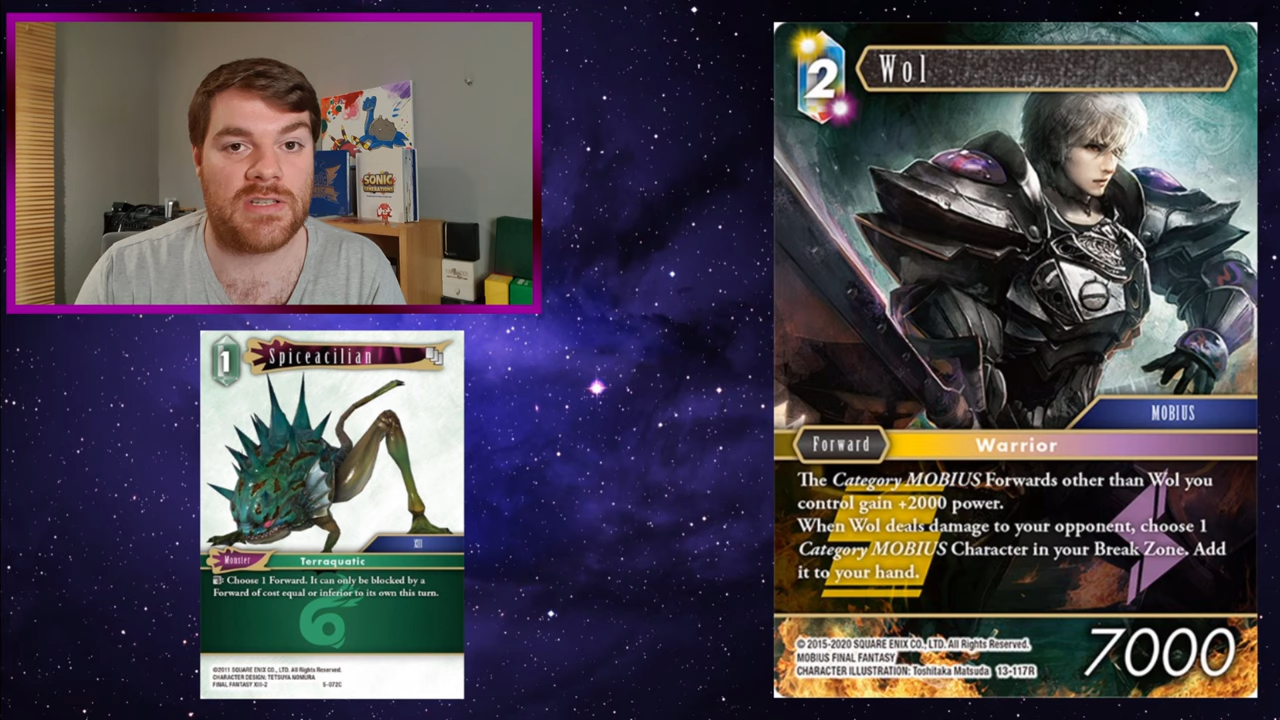 SONIC
GENERATIONS
1
Spiceacilian
XII
Monster
Terraquatic
Choose 1 Forward. It can only be blocked by a
Forward of cost equal or inferior to its own this turn.
©2011 SQUARE ENIX CO., LTD. All Rights Reserved.
CHARACTER DESIGN: TETSUYA NOMURA
FINAL FANTASY XIII-2
5-072C
2
Wol
MOBIUS
Forward
Warrior
The Category MOBIUS Forwards other than Wol you
control gain +2000 power.
When Wol deals damage to your opponent, choose 1
Category MOBIUS Character in your Break Zone. Add
it to your hand.
© 2015-2020 SQUARE ENIX CO., LTD. All Rights Reserved.
MOBIUS FINAL FANTASY
CHARACTER ILLUSTRATION: Toshitaka Matsuda 13-117R
7000